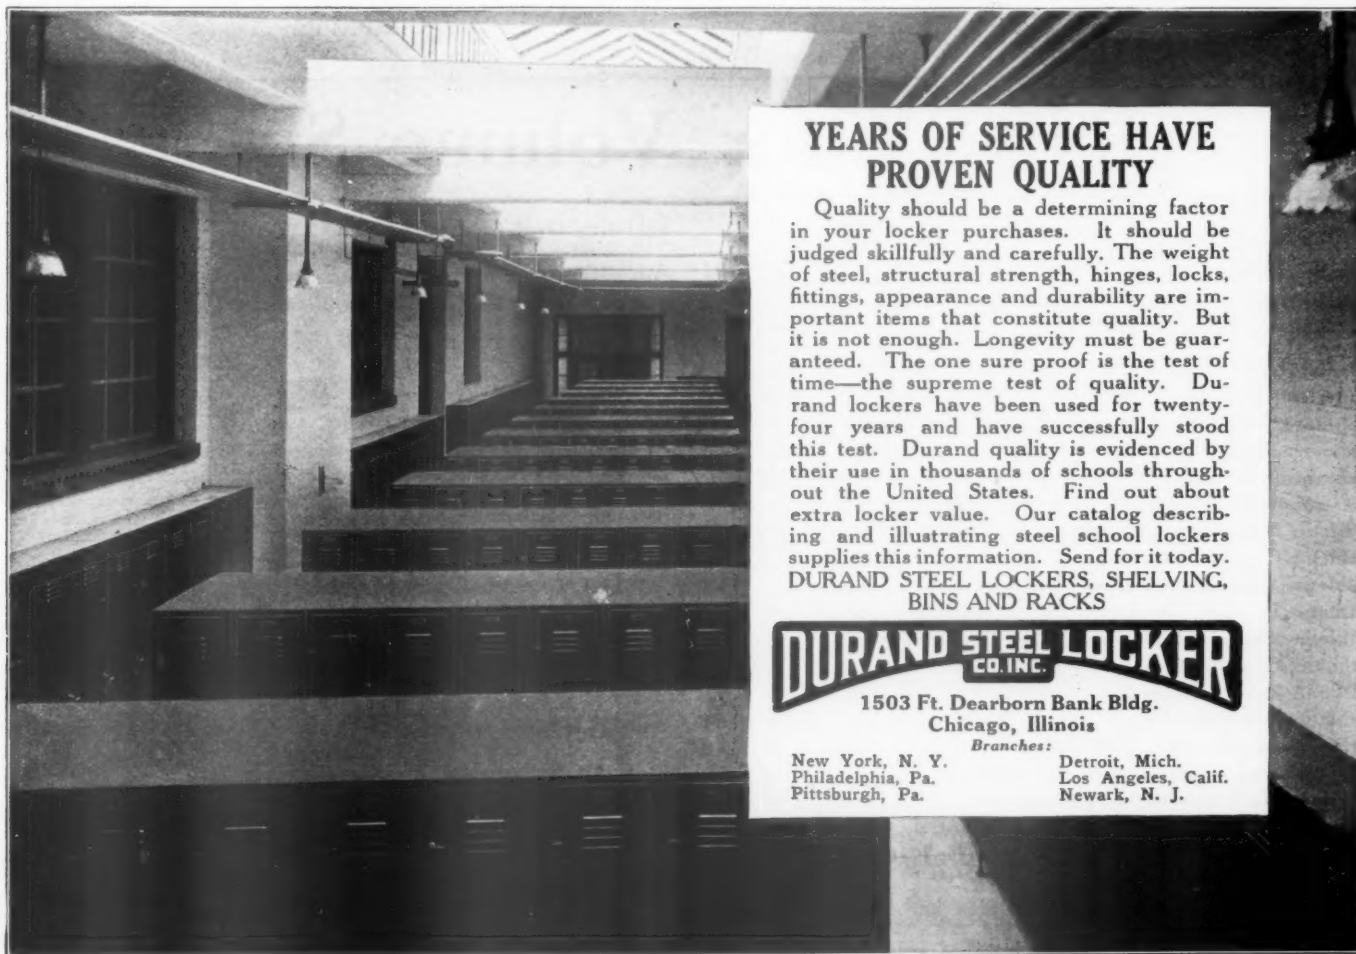 YEARS OF SERVICE HAVE
PROVEN QUALITY
Quality should be a determining factor
in your locker purchases. It should be
judged skillfully and carefully. The weight
of steel, structural strength, hinges, locks,
fittings, appearance and durability are im-
portant items that constitute quality. But
it is not enough. Longevity must be guar-
anteed. The one sure proof is the test of
time—the supreme test of quality. Du-
rand lockers have been used for twenty-
four years and have successfully stood
this test. Durand quality is evidenced by
their use in thousands of schools through-
out the United States. Find out about
extra locker value. Our catalog describ-
ing and illustrating steel school lockers
supplies this information. Send for it today.
DURAND STEEL LOCKERS, SHELVING,
BINS AND RACKS
DURAND STEEL LOCKER
CO. INC.
1503 Ft. Dearborn Bank Bldg.
Chicago, Illinois
Branches:
New York, N. Y. Detroit, Mich.
Philadelphia, Pa. Los Angeles, Calif.
Pittsburgh, Pa. Newark, N. J.